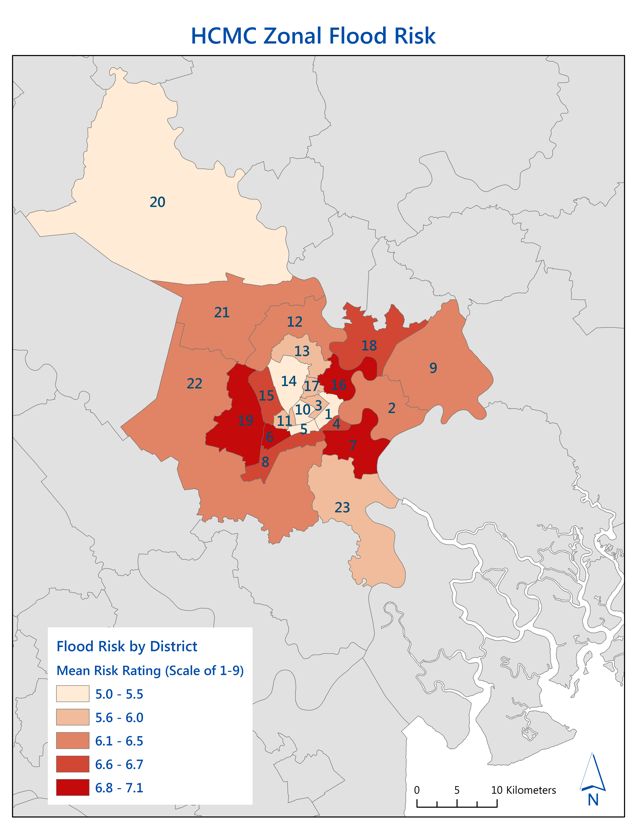 HCMC Zonal Flood Risk
20
21
12
18
13
9
22
14
17
16
15
10
3
2
19
11
1
6
5
4
7
8
23
Flood Risk by District
Mean Risk Rating (Scale of 1-9)
5.0 - 5.5
5.6 - 6.0
6.1 - 6.5
6.6 - 6.7
6.8 - 7.1
0 5 10 Kilometers
N